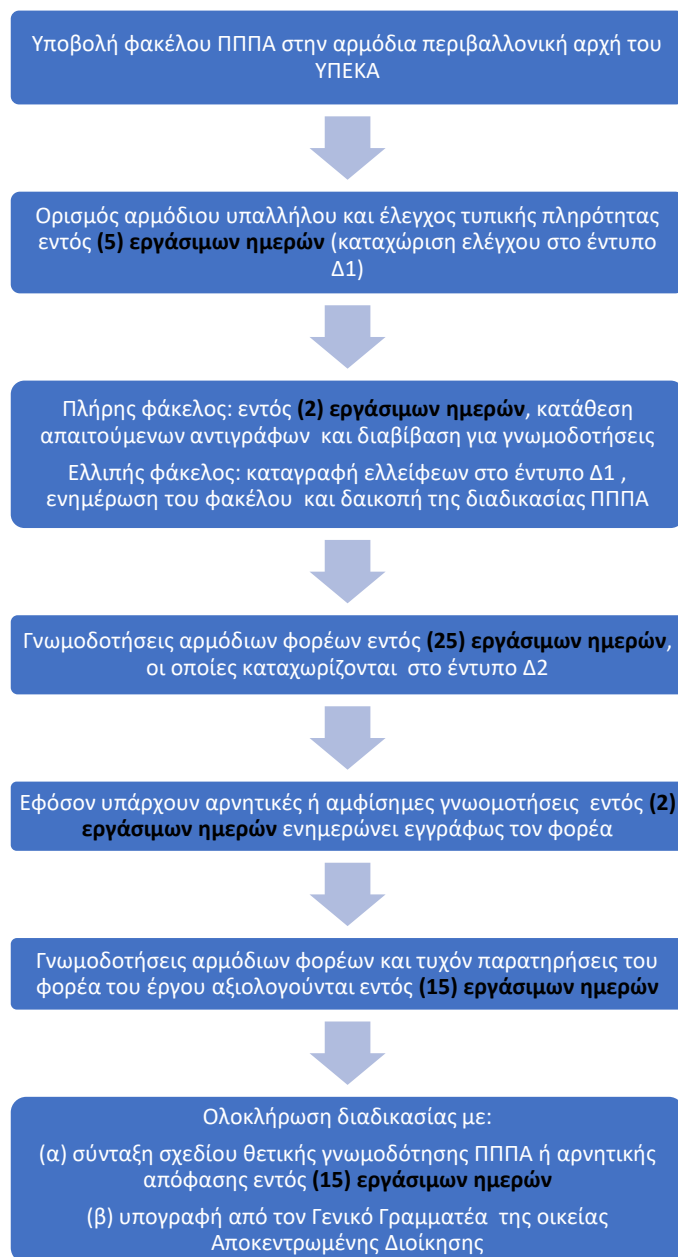 Υποβολή φακέλου ΠΠΠΑ στην αρμόδια περιβαλλονική αρχή του
ΥΠΕΚΑ
Ορισμός αρμόδιου υπαλλήλου και έλεγχος τυπικής πληρότητας
εντός (5) εργάσιμων ημερών (καταχώριση ελέγχου στο έντυπο
Δ1)
Πλήρης φάκελος: εντός (2) εργάσιμων ημερών, κατάθεση
απαιτούμενων αντιγράφων και διαβίβαση για γνωμοδοτήσεις
Ελλιπής φάκελος: καταγραφή ελλείφεων στο έντυπο Δ1 ,
ενημέρωση του φακέλου και δαικοπή της διαδικασίας ΠΠΠΑ
Γνωμοδοτήσεις αρμόδιων φορέων εντός (25) εργάσιμων ημερών,
οι οποίες καταχωρίζονται στο έντυπο Δ2
Εφόσον υπάρχουν αρνητικές ή αμφίσημες γνωομοτήσεις εντός (2)
εργάσιμων ημερών ενημερώνει εγγράφως τον φορέα
Γνωμοδοτήσεις αρμόδιων φορέων και τυχόν παρατηρήσεις του
φορέα του έργου αξιολογούνται εντός (15) εργάσιμων ημερών
Ολοκλήρωση διαδικασίας με:
(α) σύνταξη σχεδίου θετικής γνωμοδότησης ΠΠΠΑ ή αρνητικής
απόφασης εντός (15) εργάσιμων ημερών
(β) υπογραφή από τον Γενικό Γραμματέα της οικείας
Αποκεντρωμένης Διοίκησης